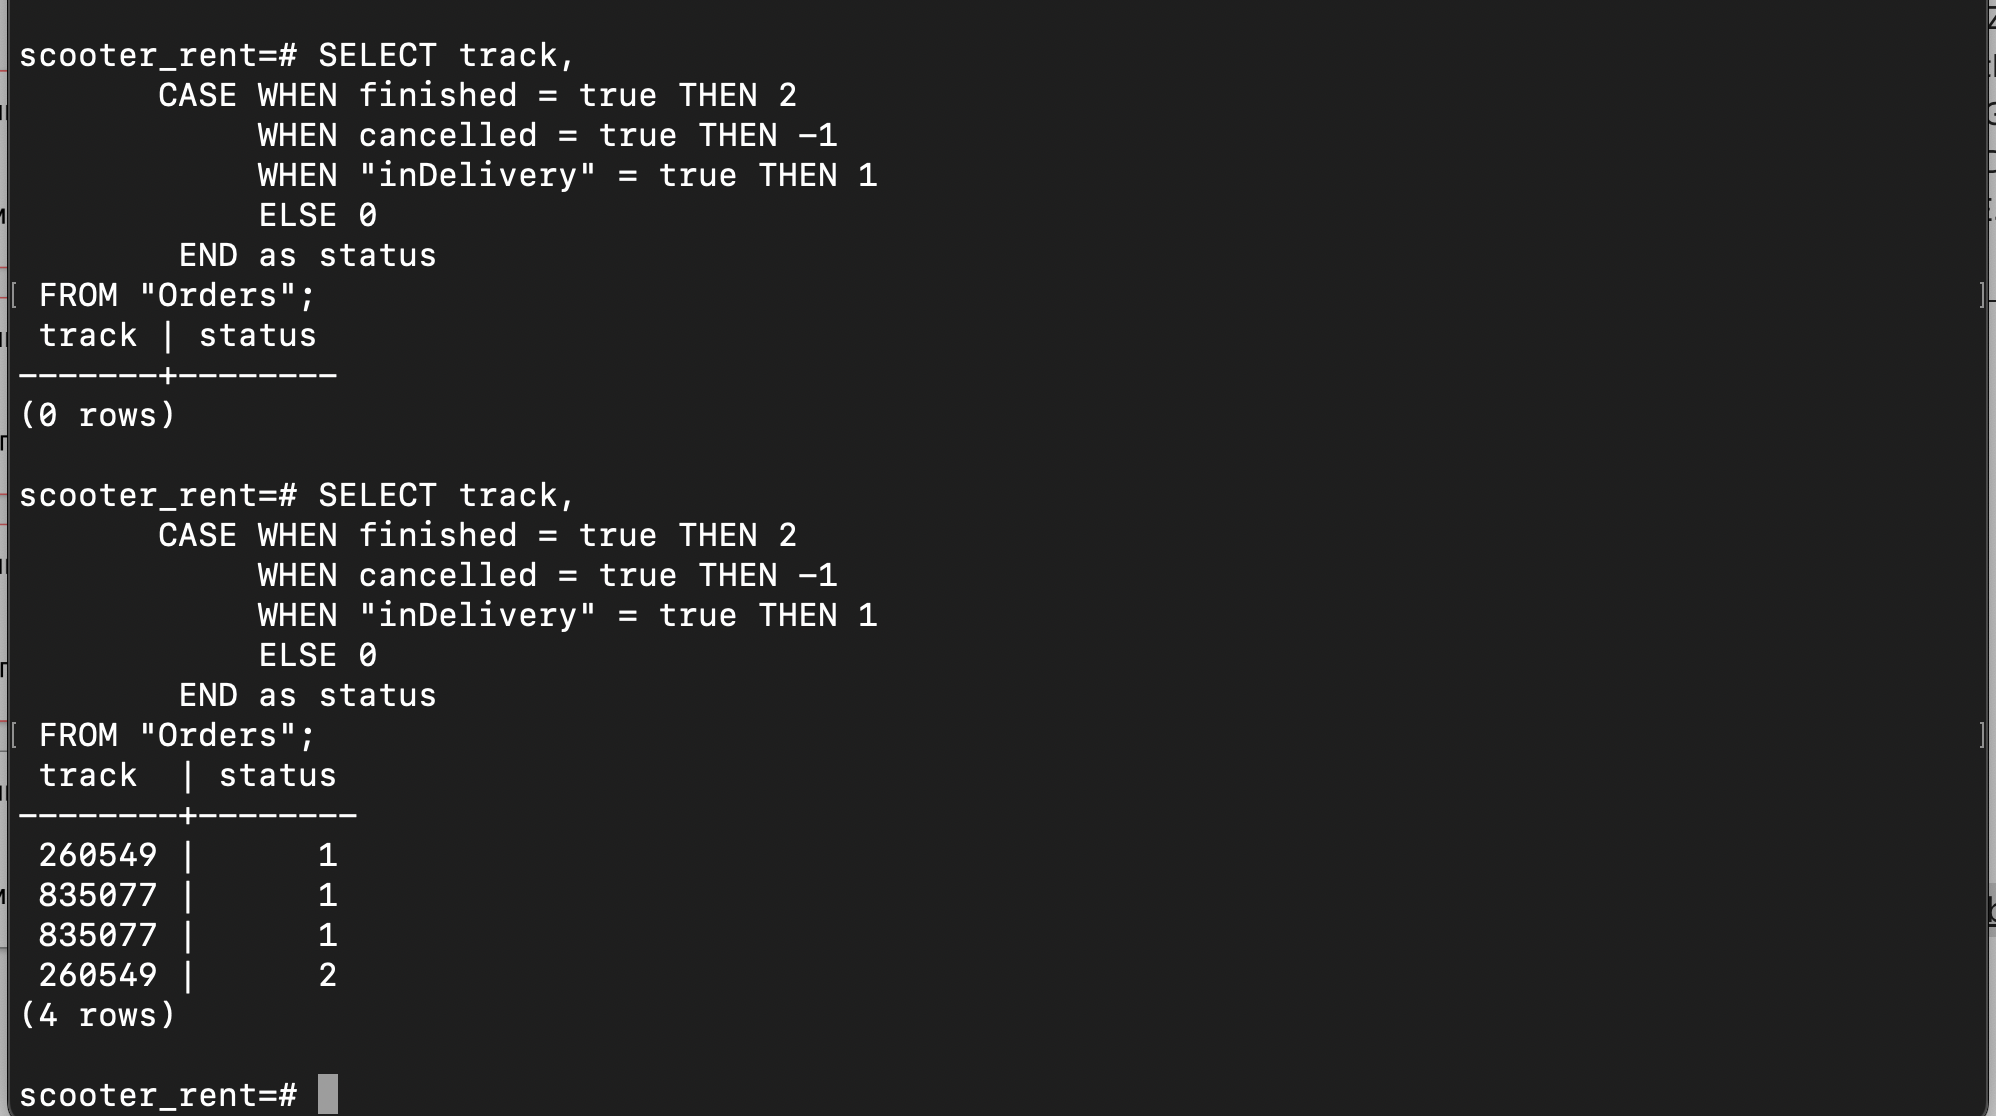 scooter_rent=# SELECT track,
CASE WHEN finished = true THEN 2
WHEN cancelled = true THEN -1
WHEN "inDelivery" = true THEN 1
ELSE 0
END as status
[ FROM "Orders"; ]
track | status
-------+--------
(0 rows)
scooter_rent=# SELECT track,
CASE WHEN finished = true THEN 2
WHEN cancelled = true THEN -1
WHEN "inDelivery" = true THEN 1
ELSE 0
END as status
[ FROM "Orders"; ]
track | status
--------+--------
260549 | 1
835077 | 1
835077 | 1
260549 | 2
(4 rows)
scooter_rent=#